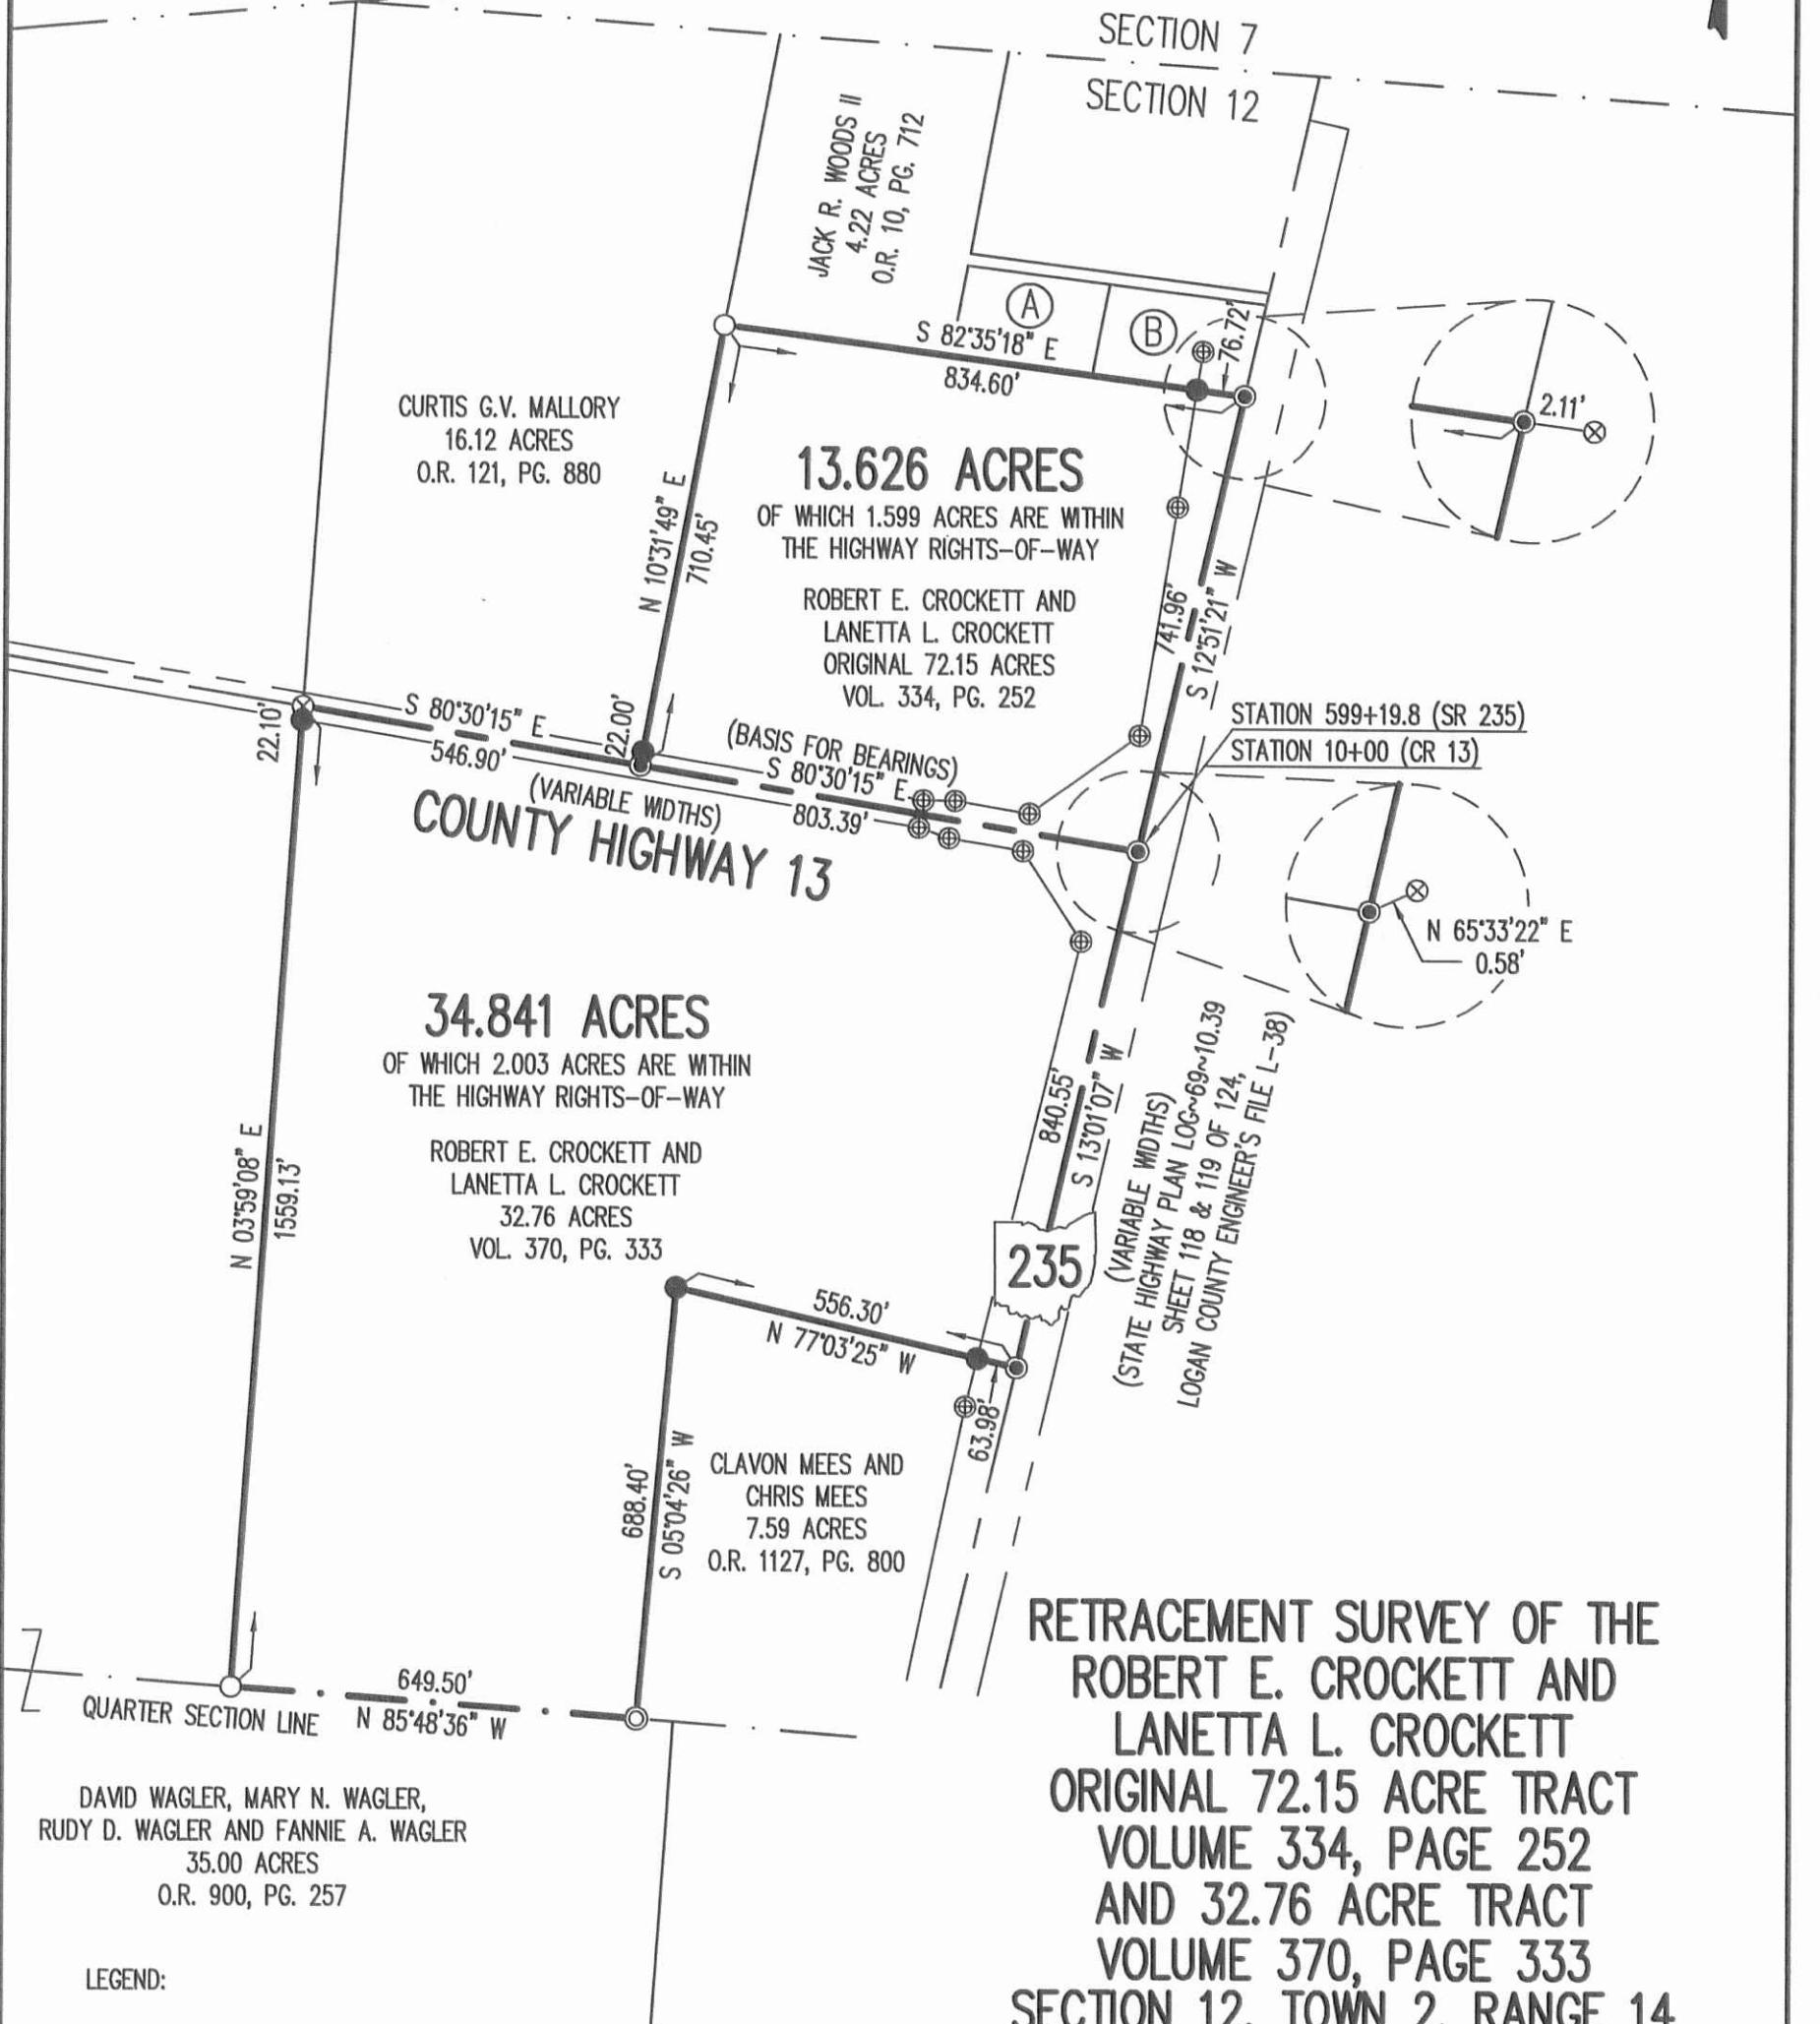 SECTION 7
SECTION 12
JACK R. WOODS II
4.22 ACRES
O.R. 10, PG. 712
A
B
76.72'
S 82°35'18" E
834.60'
2.11'
CURTIS G.V. MALLORY
16.12 ACRES
O.R. 121, PG. 880
13.626 ACRES
OF WHICH 1.599 ACRES ARE WITHIN
THE HIGHWAY RIGHTS-OF-WAY
ROBERT E. CROCKETT AND
LANETTA L. CROCKETT
ORIGINAL 72.15 ACRES
VOL. 334, PG. 252
N 10°31'49" E
710.45'
741.96'
S 12°51'21" W
STATION 599+19.8 (SR 235)
STATION 10+00 (CR 13)
22.10'
S 80°30'15" E
546.90'
22.00'
(BASIS FOR BEARINGS)
S 80°30'15" E
803.39'
(VARIABLE WIDTHS)
COUNTY HIGHWAY 13
N 65°33'22" E
0.58'
34.841 ACRES
OF WHICH 2.003 ACRES ARE WITHIN
THE HIGHWAY RIGHTS-OF-WAY
ROBERT E. CROCKETT AND
LANETTA L. CROCKETT
32.76 ACRES
VOL. 370, PG. 333
N 03°59'08" E
1559.13'
840.55'
S 13°01'07" W
(VARIABLE WIDTHS)
(STATE HIGHWAY PLAN LOG~69~10.39
SHEET 118 & 119 OF 124,
LOGAN COUNTY ENGINEER'S FILE L-38)
235
556.30'
N 77°03'25" W
63.98'
688.40'
S 05°04'26" W
CLAVON MEES AND
CHRIS MEES
7.59 ACRES
O.R. 1127, PG. 800
649.50'
QUARTER SECTION LINE
N 85°48'36" W
DAVID WAGLER, MARY N. WAGLER,
RUDY D. WAGLER AND FANNIE A. WAGLER
35.00 ACRES
O.R. 900, PG. 257
LEGEND:
RETRACEMENT SURVEY OF THE
ROBERT E. CROCKETT AND
LANETTA L. CROCKETT
ORIGINAL 72.15 ACRE TRACT
VOLUME 334, PAGE 252
AND 32.76 ACRE TRACT
VOLUME 370, PAGE 333
SECTION 12, TOWN 2, RANGE 14